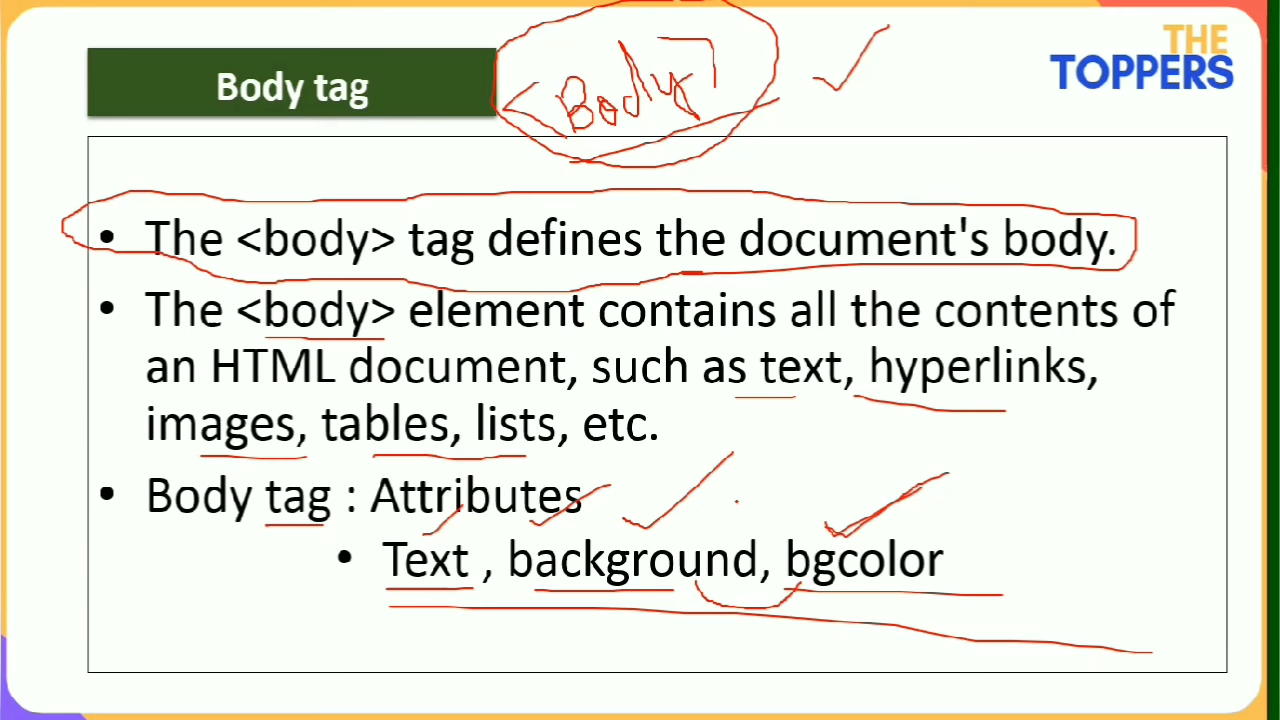 Body tag
<Body>
THE
TOPPERS
• The <body> tag defines the document's body.
• The <body> element contains all the contents of
an HTML document, such as text, hyperlinks,
images, tables, lists, etc.
• Body tag : Attributes
• Text , background, bgcolor